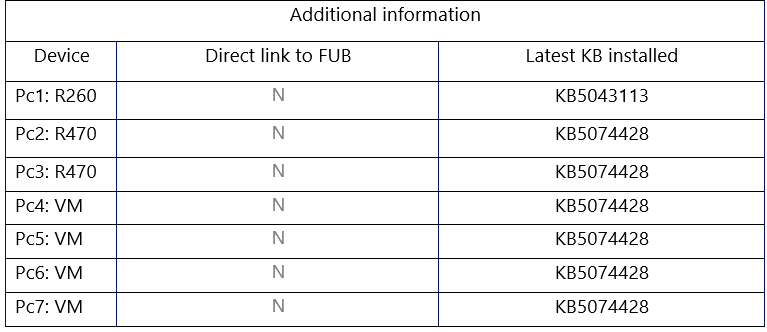 Additional information
Device Direct link to FUB Latest KB installed
Pc1: R260 N KB5043113
Pc2: R470 N KB5074428
Pc3: R470 N KB5074428
Pc4: VM N KB5074428
Pc5: VM N KB5074428
Pc6: VM N KB5074428
Pc7: VM N KB5074428